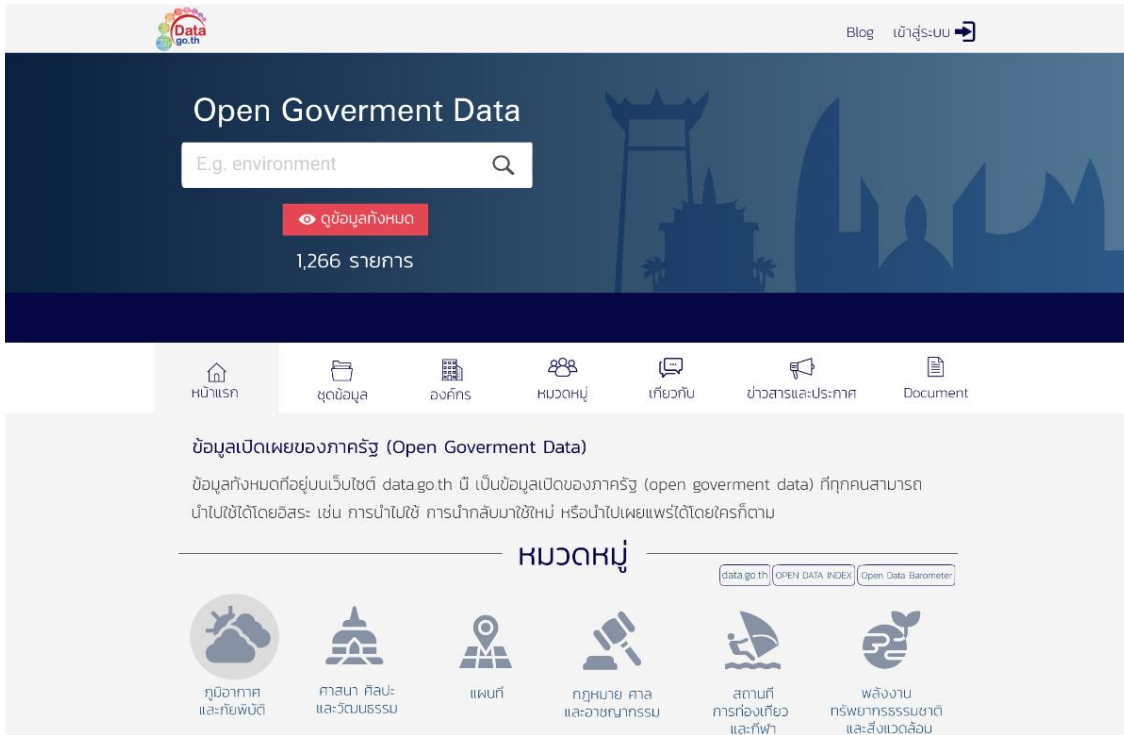 Data
go.th
Blog เข้าสู่ระบบ
Open Goverment Data
E.g. environment
ดูข้อมูลทั้งหมด
1,266 รายการ
หน้าแรก ชุดข้อมูล องค์กร หมวดหมู่ เกี่ยวกับ ข่าวสารและประกาศ Document
ข้อมูลเปิดเผยของภาครัฐ (Open Goverment Data)
ข้อมูลทั้งหมดที่อยู่บนเว็บไซต์ data.go.th นี้ เป็นข้อมูลเปิดของภาครัฐ (open goverment data) ที่ทุกคนสามารถ
นำไปใช้ได้โดยอิสระ เช่น การนำไปใช้ การนำกลับมาใช้ใหม่ หรือนำไปเผยแพร่ได้โดยใครก็ตาม
หมวดหมู่
data.go.th OPEN DATA INDEX Open Data Barometer
ภูมิอากาศ
และภัยพิบัติ
ศาสนา ศิลปะ
และวัฒนธรรม
แผนที่
กฎหมาย ศาล
และอาชญากรรม
สถานที่
การท่องเที่ยว
และกีฬา
พลังงาน
ทรัพยากรธรรมชาติ
และสิ่งแวดล้อม